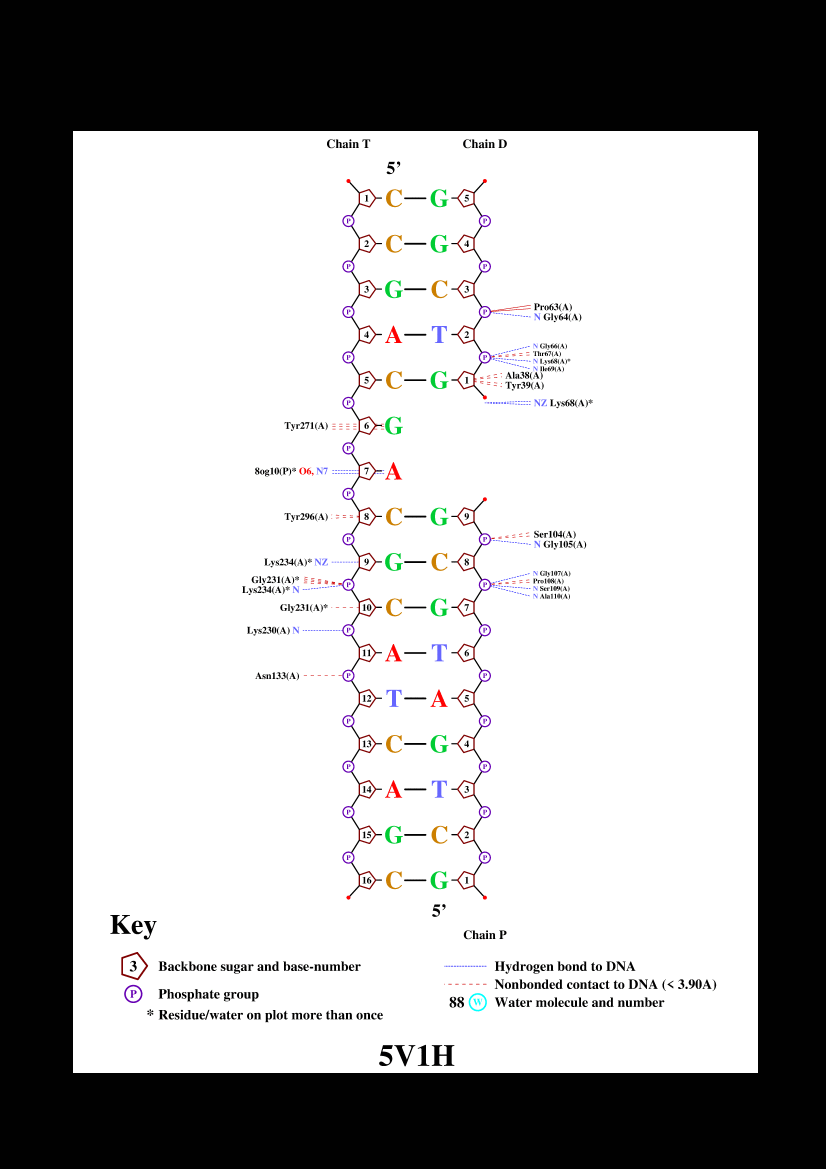 Chain T Chain D
5’
1 C G 5
P P
2 C G 4
P P
3 G C 3
Pro63(A)
P P
N Gly64(A)
4 A T 2
N Gly66(A)
Thr67(A)
P P
N Lys68(A)*
N Ile69(A)
5 C G 1
Ala38(A)
Tyr39(A)
P NZ Lys68(A)*
Tyr271(A) 6 G
P
8og10(P)* O6, N7 7 A
P
Tyr296(A) 8 C G 9
Ser104(A)
P P
N Gly105(A)
Lys234(A)* NZ 9 G C 8
N Gly107(A)
Gly231(A)* Pro108(A)
P P
Lys234(A)* N N Ser109(A)
N Ala110(A)
Gly231(A)* 10 C G 7
Lys230(A) N P P
11 A T 6
Asn133(A) P P
12 T A 5
P P
13 C G 4
P P
14 A T 3
P P
15 G C 2
P P
16 C G 1
5’
Chain P
Key
3 Backbone sugar and base-number
P Phosphate group
* Residue/water on plot more than once
Hydrogen bond to DNA
Nonbonded contact to DNA (< 3.90A)
88 W Water molecule and number
5V1H